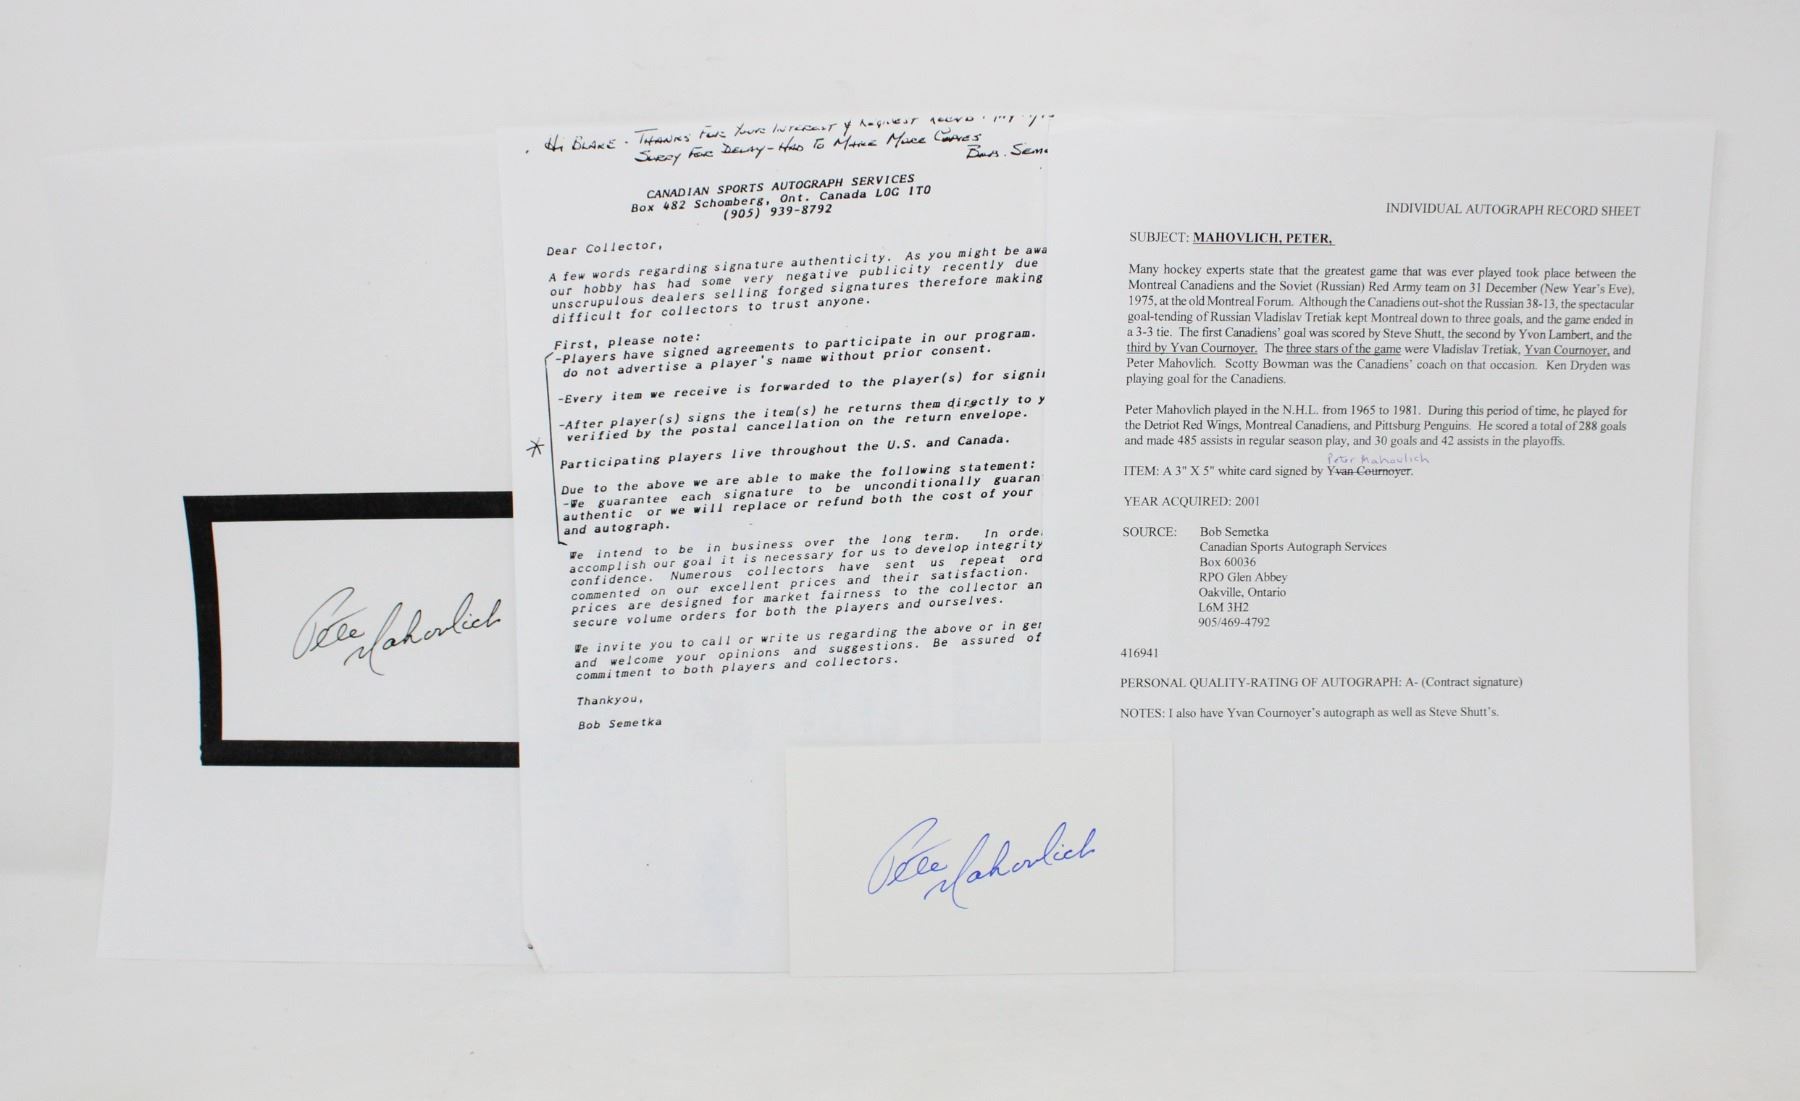 Pete Mahovlich
Hi BLAKE - THANKS FOR YOUR INTEREST & REQUEST
SORRY FOR DELAY - HAD TO MAKE MORE COPIES
BOB. SEM
CANADIAN SPORTS AUTOGRAPH SERVICES
Box 482 Schomberg, Ont. Canada LOG 1TO
(905) 939-8792
Dear Collector,
A few words regarding signature authenticity. As you might be awa
our hobby has had some very negative publicity recently due
unscrupulous dealers selling forged signatures therefore making
difficult for collectors to trust anyone.
First, please note:
-Players have signed agreements to participate in our program.
do not advertise a player's name without prior consent.
-Every item we receive is forwarded to the player(s) for signi
-After player(s) signs the item(s) he returns them directly to y
verified by the postal cancellation on the return envelope.
Participating players live throughout the U.S. and Canada.
Due to the above we are able to make the following statement:
-We guarantee each signature to be unconditionally guaran
authentic or we will replace or refund both the cost of your
and autograph.
We intend to be in business over the long term. In orde
accomplish our goal it is necessary for us to develop integrity
confidence. Numerous collectors have sent us repeat ord
commented on our excellent prices and their satisfaction.
prices are designed for market fairness to the collector an
secure volume orders for both the players and ourselves.
We invite you to call or write us regarding the above or in gen
and welcome your opinions and suggestions. Be assured of
commitment to both players and collectors.
Thankyou,
Bob Semetka
Pete Mahovlich
INDIVIDUAL AUTOGRAPH RECORD SHEET
SUBJECT: MAHOVLICH, PETER,
Many hockey experts state that the greatest game that was ever played took place between the
Montreal Canadiens and the Soviet (Russian) Red Army team on 31 December (New Year's Eve),
1975, at the old Montreal Forum. Although the Canadiens out-shot the Russian 38-13, the spectacular
goal-tending of Russian Vladislav Tretiak kept Montreal down to three goals, and the game ended in
a 3-3 tie. The first Canadiens' goal was scored by Steve Shutt, the second by Yvon Lambert, and the
third by Yvan Cournoyer. The three stars of the game were Vladislav Tretiak, Yvan Cournoyer, and
Peter Mahovlich. Scotty Bowman was the Canadiens' coach on that occasion. Ken Dryden was
playing goal for the Canadiens.
Peter Mahovlich played in the N.H.L. from 1965 to 1981. During this period of time, he played for
the Detriot Red Wings, Montreal Canadiens, and Pittsburg Penguins. He scored a total of 288 goals
and made 485 assists in regular season play, and 30 goals and 42 assists in the playoffs.
Peter Mahovlich
ITEM: A 3" X 5" white card signed by Yvan Cournoyer.
YEAR ACQUIRED: 2001
SOURCE: Bob Semetka
Canadian Sports Autograph Services
Box 60036
RPO Glen Abbey
Oakville, Ontario
L6M 3H2
905/469-4792
416941
PERSONAL QUALITY-RATING OF AUTOGRAPH: A- (Contract signature)
NOTES: I also have Yvan Cournoyer's autograph as well as Steve Shutt's.